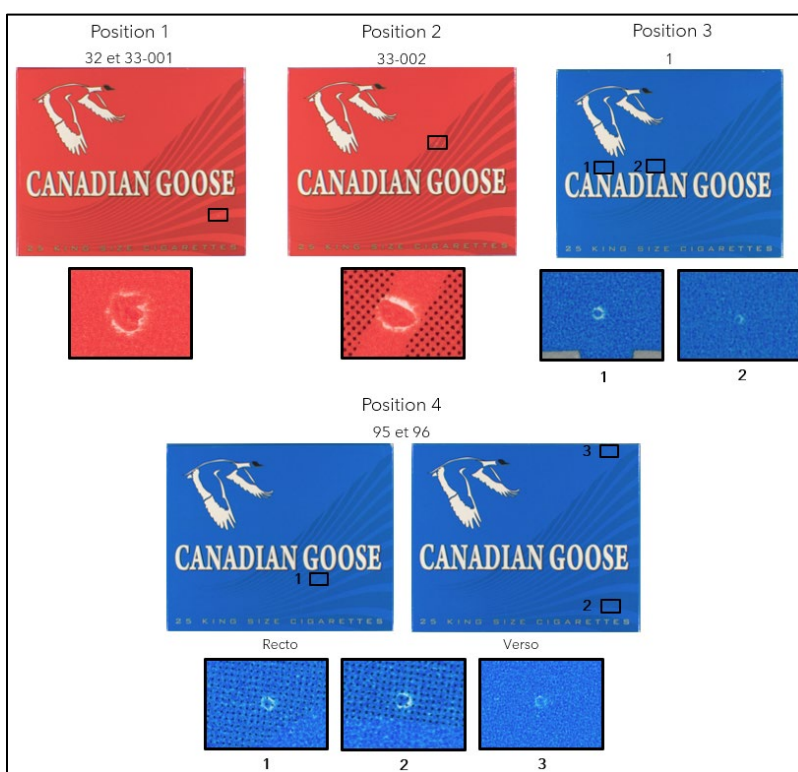 Position 1
32 et 33-001
CANADIAN GOOSE
25 KING SIZE CIGARETTES
Position 2
33-002
CANADIAN GOOSE
25 KING SIZE CIGARETTES
Position 3
1
1 2
CANADIAN GOOSE
25 KING SIZE CIGARETTES
1 2
Position 4
95 et 96
CANADIAN GOOSE
1
25 KING SIZE CIGARETTES
Recto
3
CANADIAN GOOSE
2
25 KING SIZE CIGARETTES
Verso
1 2 3